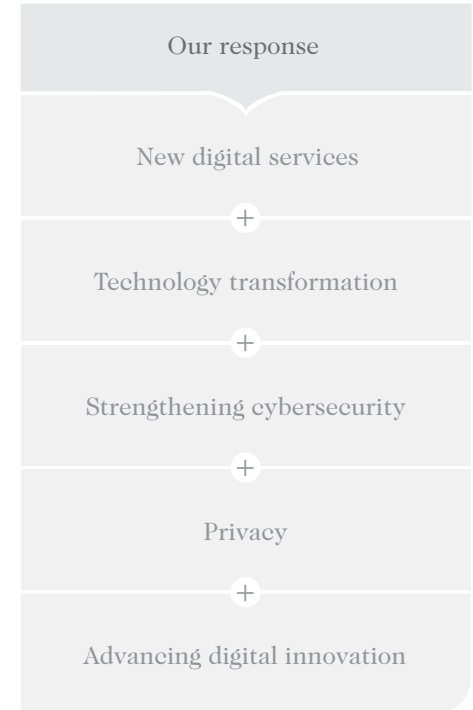 Our response
New digital services
+
Technology transformation
+
Strengthening cybersecurity
+
Privacy
+
Advancing digital innovation